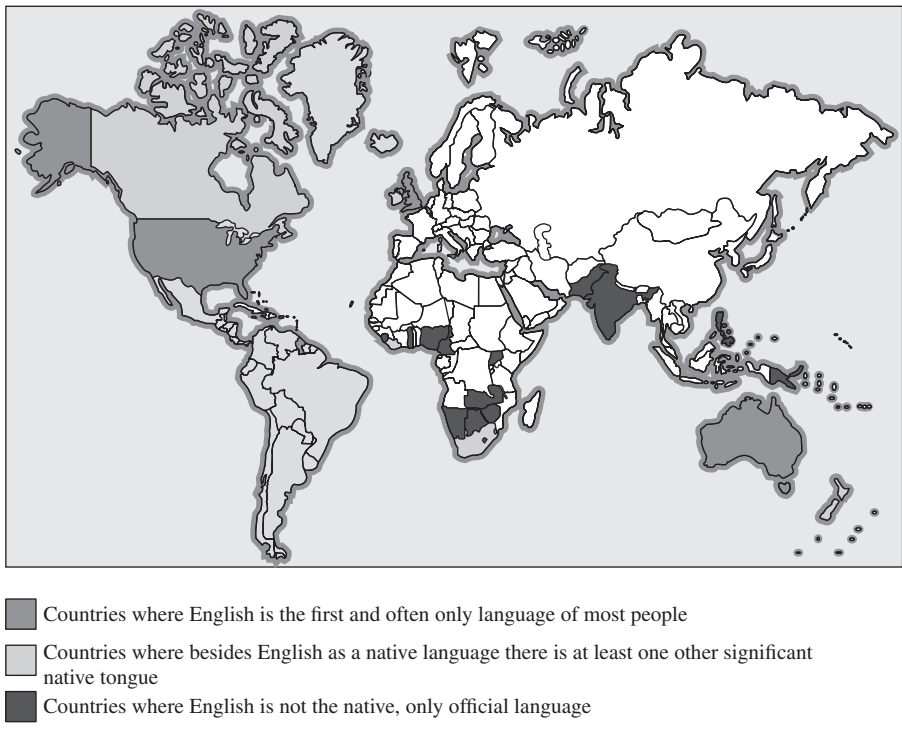 Countries where English is the first and often only language of most people
Countries where besides English as a native language there is at least one other significant
native tongue
Countries where English is not the native, only official language